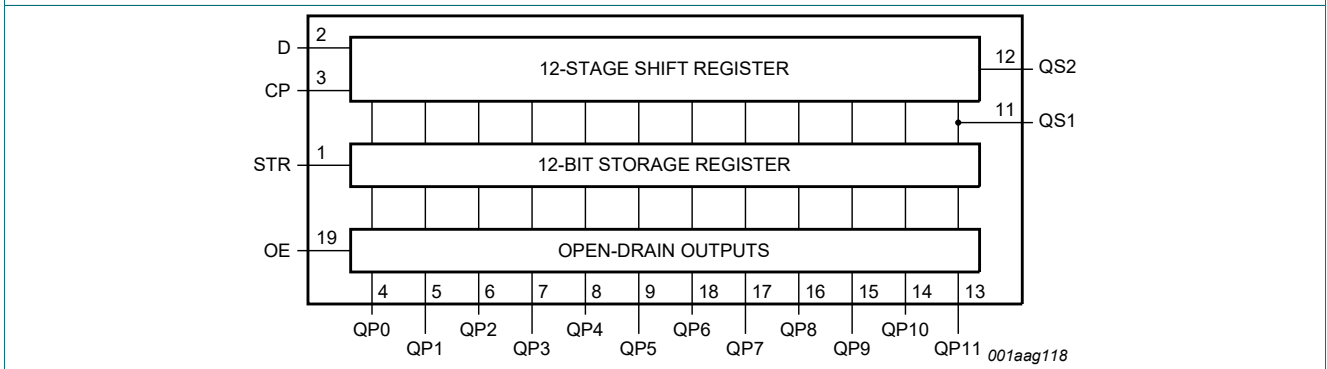 D 2 12-STAGE SHIFT REGISTER 12 QS2
CP 3
11 QS1
STR 1 12-BIT STORAGE REGISTER
OE 19 OPEN-DRAIN OUTPUTS
4 5 6 7 8 9 18 17 16 15 14 13
QP0 QP2 QP4 QP6 QP8 QP10
QP1 QP3 QP5 QP7 QP9 QP11 001aag118